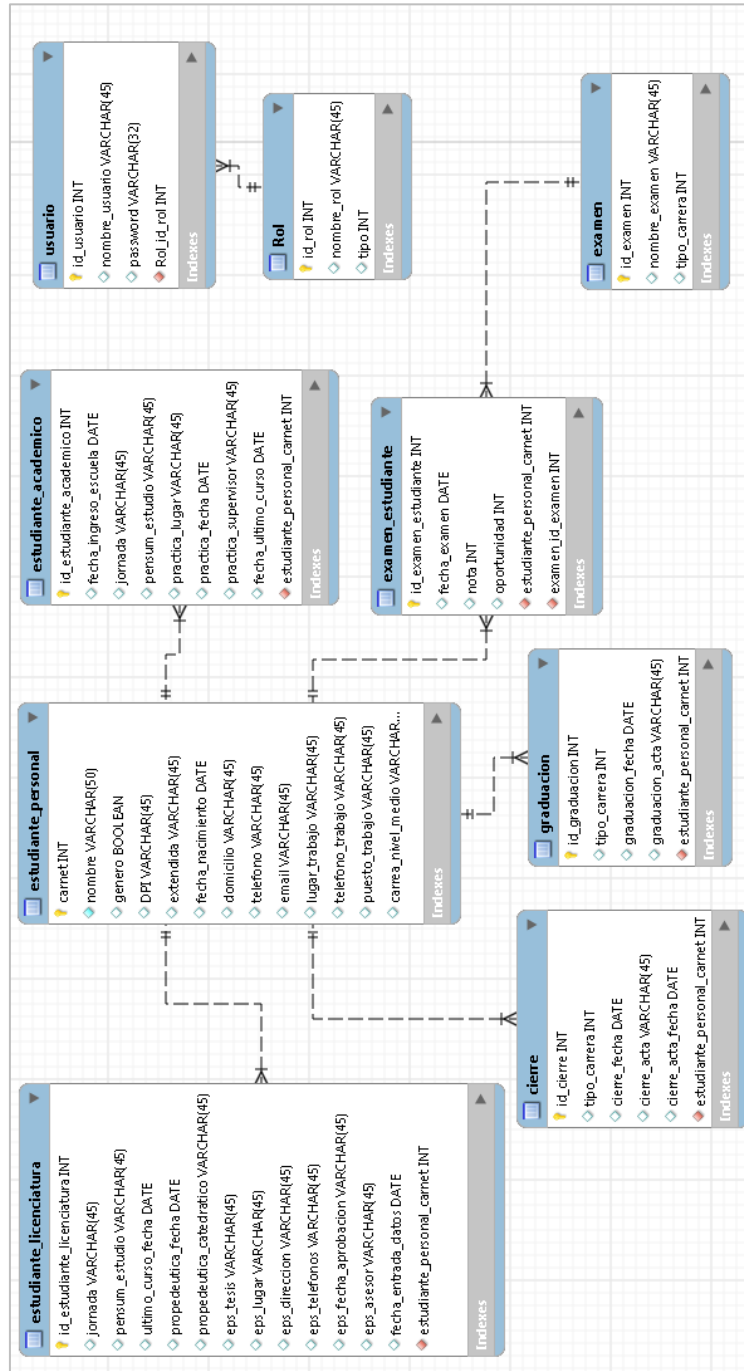 estudiante_licenciatura
id_estudiante_licenciatura INT
jornada VARCHAR(45)
pensum_estudio VARCHAR(45)
ultimo_curso_fecha DATE
propedeutica_fecha DATE
propedeutica_catedratico VARCHAR(45)
eps_tesis VARCHAR(45)
eps_lugar VARCHAR(45)
eps_direccion VARCHAR(45)
eps_telefonos VARCHAR(45)
eps_fecha_aprobacion VARCHAR(45)
eps_asesor VARCHAR(45)
fecha_entrada_datos DATE
estudiante_personal_carnet INT
Indexes
estudiante_personal
carnet INT
nombre VARCHAR(50)
genero BOOLEAN
DPI VARCHAR(45)
extendida VARCHAR(45)
fecha_nacimiento DATE
domicilio VARCHAR(45)
telefono VARCHAR(45)
email VARCHAR(45)
lugar_trabajo VARCHAR(45)
telefono_trabajo VARCHAR(45)
puesto_trabajo VARCHAR(45)
carrea_nivel_medio VARCHAR...
Indexes
estudiante_academico
id_estudiante_academico INT
fecha_ingreso_escuela DATE
jornada VARCHAR(45)
pensum_estudio VARCHAR(45)
practica_lugar VARCHAR(45)
practica_fecha DATE
practica_supervisor VARCHAR(45)
fecha_ultimo_curso DATE
estudiante_personal_carnet INT
Indexes
usuario
id_usuario INT
nombre_usuario VARCHAR(45)
password VARCHAR(32)
Rol_id_rol INT
Indexes
Rol
id_rol INT
nombre_rol VARCHAR(45)
tipo INT
Indexes
cierre
id_cierre INT
tipo_carrera INT
cierre_fecha DATE
cierre_acta VARCHAR(45)
cierre_acta_fecha DATE
estudiante_personal_carnet INT
Indexes
graduacion
id_graduacion INT
tipo_carrera INT
graduacion_fecha DATE
graduacion_acta VARCHAR(45)
estudiante_personal_carnet INT
Indexes
examen_estudiante
id_examen_estudiante INT
fecha_examen DATE
nota INT
oportunidad INT
estudiante_personal_carnet INT
examen_id_examen INT
Indexes
examen
id_examen INT
nombre_examen VARCHAR(45)
tipo_carrera INT
Indexes